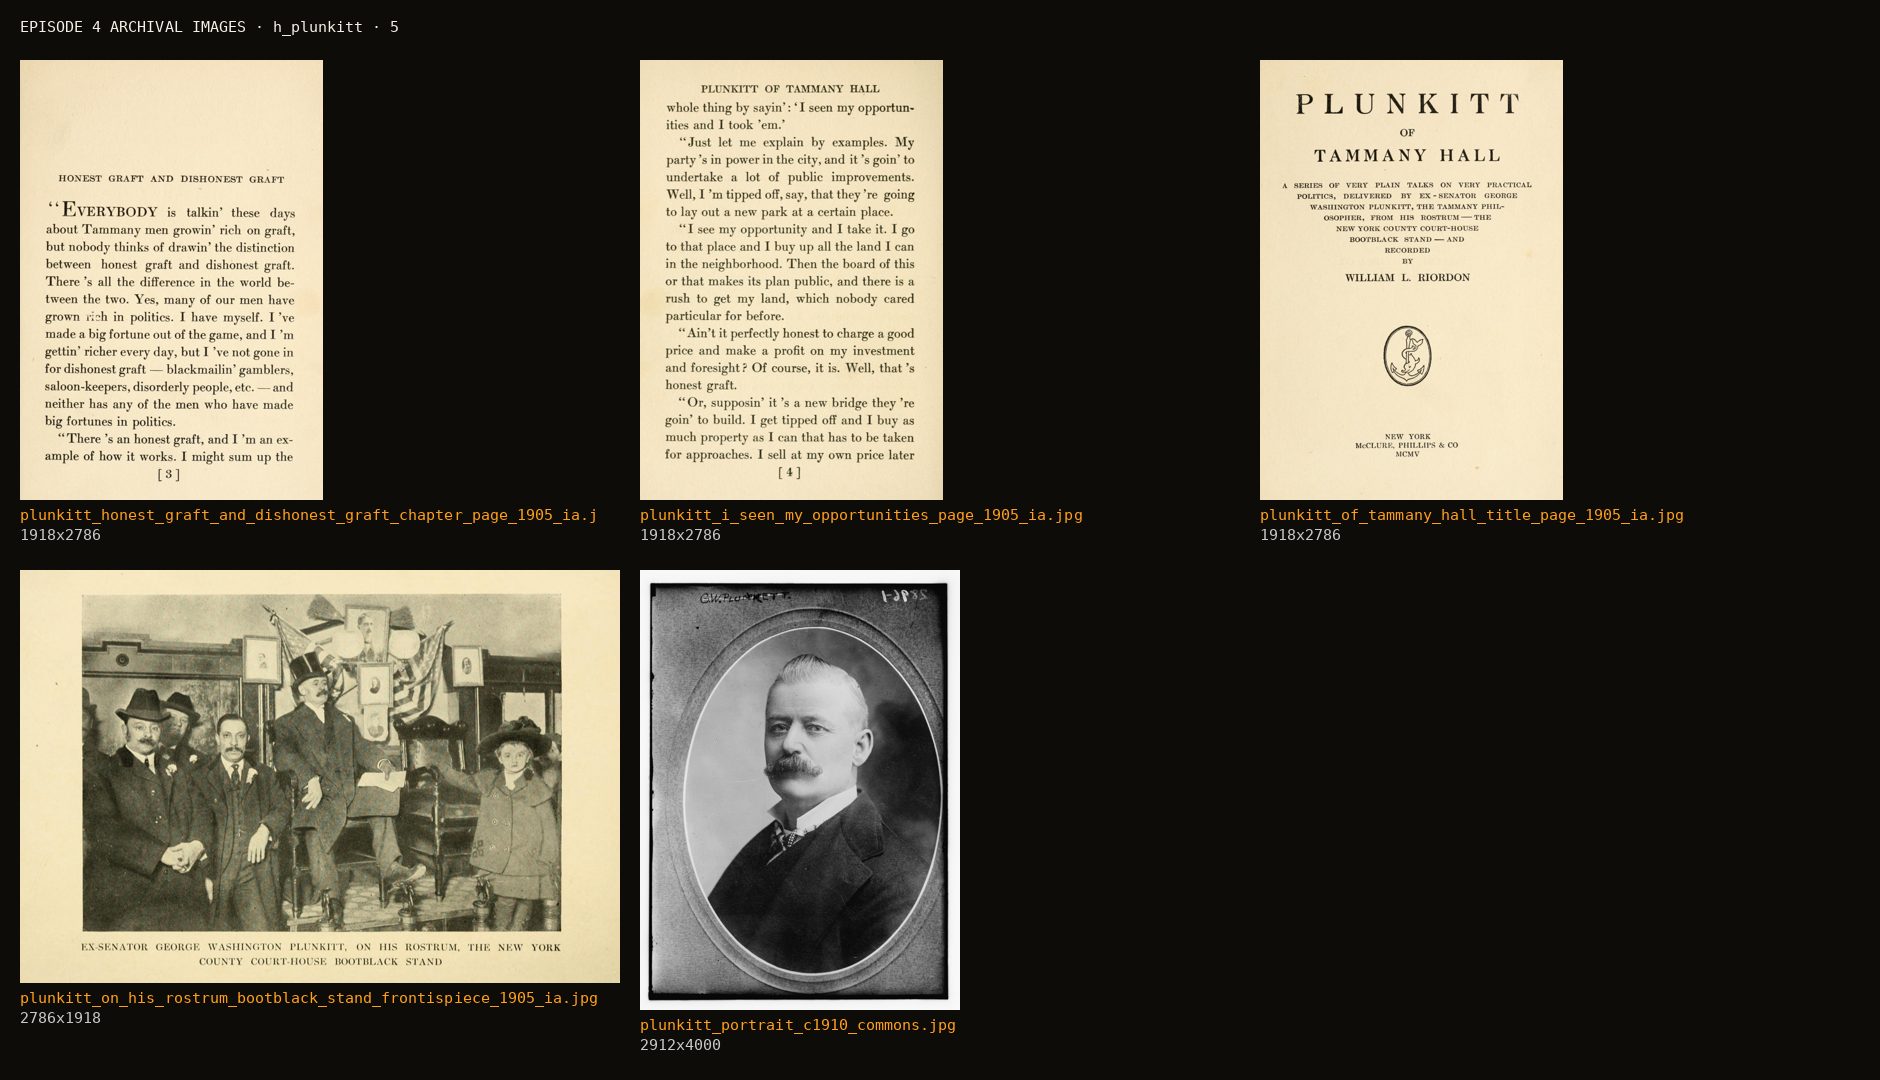 EPISODE 4 ARCHIVAL IMAGES · h_plunkitt · 5
HONEST GRAFT AND DISHONEST GRAFT
“EVERYBODY is talkin’ these days
about Tammany men growin’ rich on graft,
but nobody thinks of drawin’ the distinction
between honest graft and dishonest graft.
There ’s all the difference in the world be-
tween the two. Yes, many of our men have
grown rich in politics. I have myself. I ’ve
made a big fortune out of the game, and I ’m
gettin’ richer every day, but I ’ve not gone in
for dishonest graft — blackmailin’ gamblers,
saloon-keepers, disorderly people, etc. — and
neither has any of the men who have made
big fortunes in politics.
“There ’s an honest graft, and I ’m an ex-
ample of how it works. I might sum up the
[ 3 ]
plunkitt_honest_graft_and_dishonest_graft_chapter_page_1905_ia.j
1918x2786
PLUNKITT OF TAMMANY HALL
whole thing by sayin’: ‘I seen my opportun-
ities and I took ’em.’
“Just let me explain by examples. My
party ’s in power in the city, and it ’s goin’ to
undertake a lot of public improvements.
Well, I ’m tipped off, say, that they ’re going
to lay out a new park at a certain place.
“I see my opportunity and I take it. I go
to that place and I buy up all the land I can
in the neighborhood. Then the board of this
or that makes its plan public, and there is a
rush to get my land, which nobody cared
particular for before.
“Ain’t it perfectly honest to charge a good
price and make a profit on my investment
and foresight? Of course, it is. Well, that ’s
honest graft.
“Or, supposin’ it ’s a new bridge they ’re
goin’ to build. I get tipped off and I buy as
much property as I can that has to be taken
for approaches. I sell at my own price later
[ 4 ]
plunkitt_i_seen_my_opportunities_page_1905_ia.jpg
1918x2786
PLUNKITT
OF
TAMMANY HALL
A SERIES OF VERY PLAIN TALKS ON VERY PRACTICAL
POLITICS, DELIVERED BY EX-SENATOR GEORGE
WASHINGTON PLUNKITT, THE TAMMANY PHIL-
OSOPHER, FROM HIS ROSTRUM — THE
NEW YORK COUNTY COURT-HOUSE
BOOTBLACK STAND — AND
RECORDED
BY
WILLIAM L. RIORDON
NEW YORK
McCLURE, PHILLIPS & CO
MCMV
plunkitt_of_tammany_hall_title_page_1905_ia.jpg
1918x2786
EX-SENATOR GEORGE WASHINGTON PLUNKITT, ON HIS ROSTRUM, THE NEW YORK
COUNTY COURT-HOUSE BOOTBLACK STAND
plunkitt_on_his_rostrum_bootblack_stand_frontispiece_1905_ia.jpg
2786x1918
G.W. PLUNKETT.
2896-1
plunkitt_portrait_c1910_commons.jpg
2912x4000